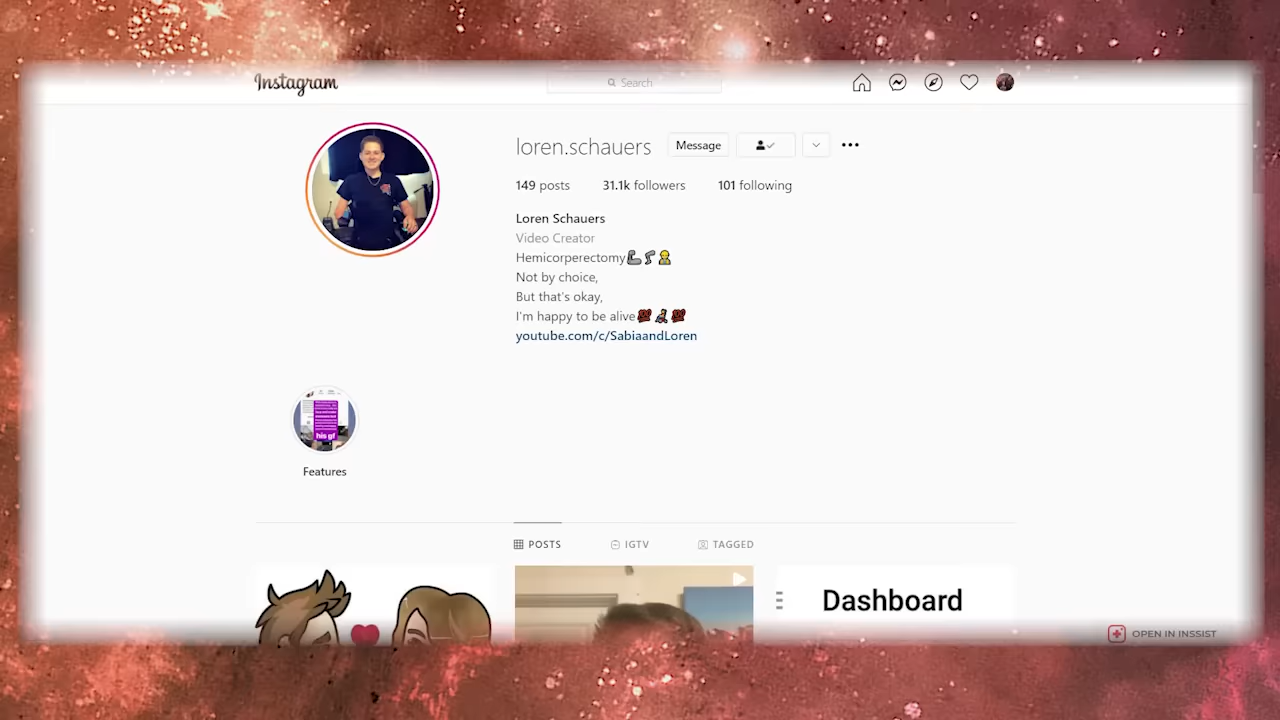 Instagram
Search
loren.schauers
Message
149 posts 31.1k followers 101 following
Loren Schauers
Video Creator
Hemicorperectomy🦾🦿👨‍🦲
Not by choice,
But that's okay,
I'm happy to be alive💯👨‍🦽💯
youtube.com/c/SabiaandLoren
his gf
Features
POSTS IGTV TAGGED
Dashboard
OPEN IN INSSIST